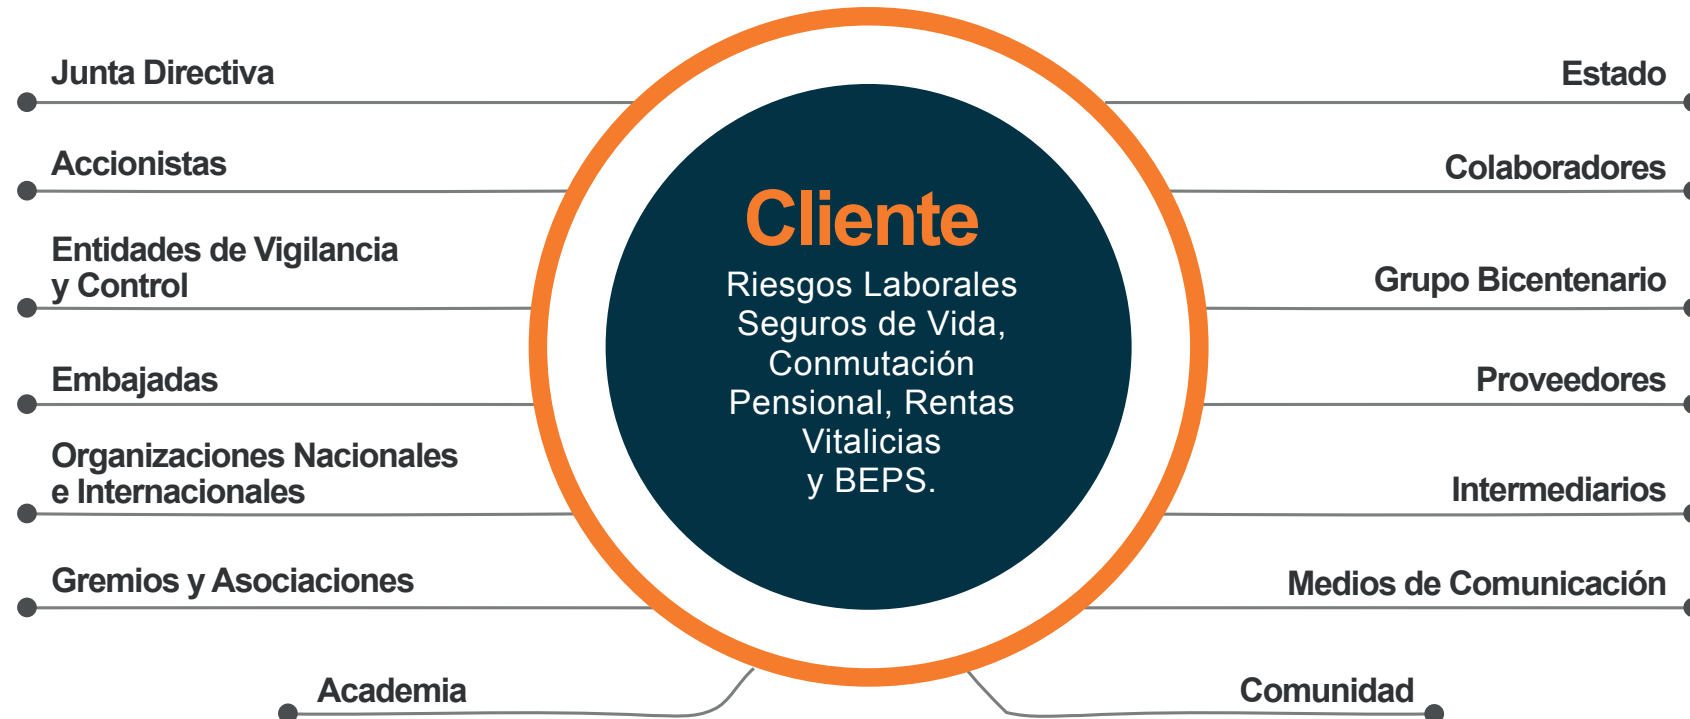 Junta Directiva
Accionistas
Entidades de Vigilancia
y Control
Embajadas
Organizaciones Nacionales
e Internacionales
Gremios y Asociaciones
Academia
Cliente
Riesgos Laborales
Seguros de Vida,
Conmutación
Pensional, Rentas
Vitalicias
y BEPS.
Estado
Colaboradores
Grupo Bicentenario
Proveedores
Intermediarios
Medios de Comunicación
Comunidad